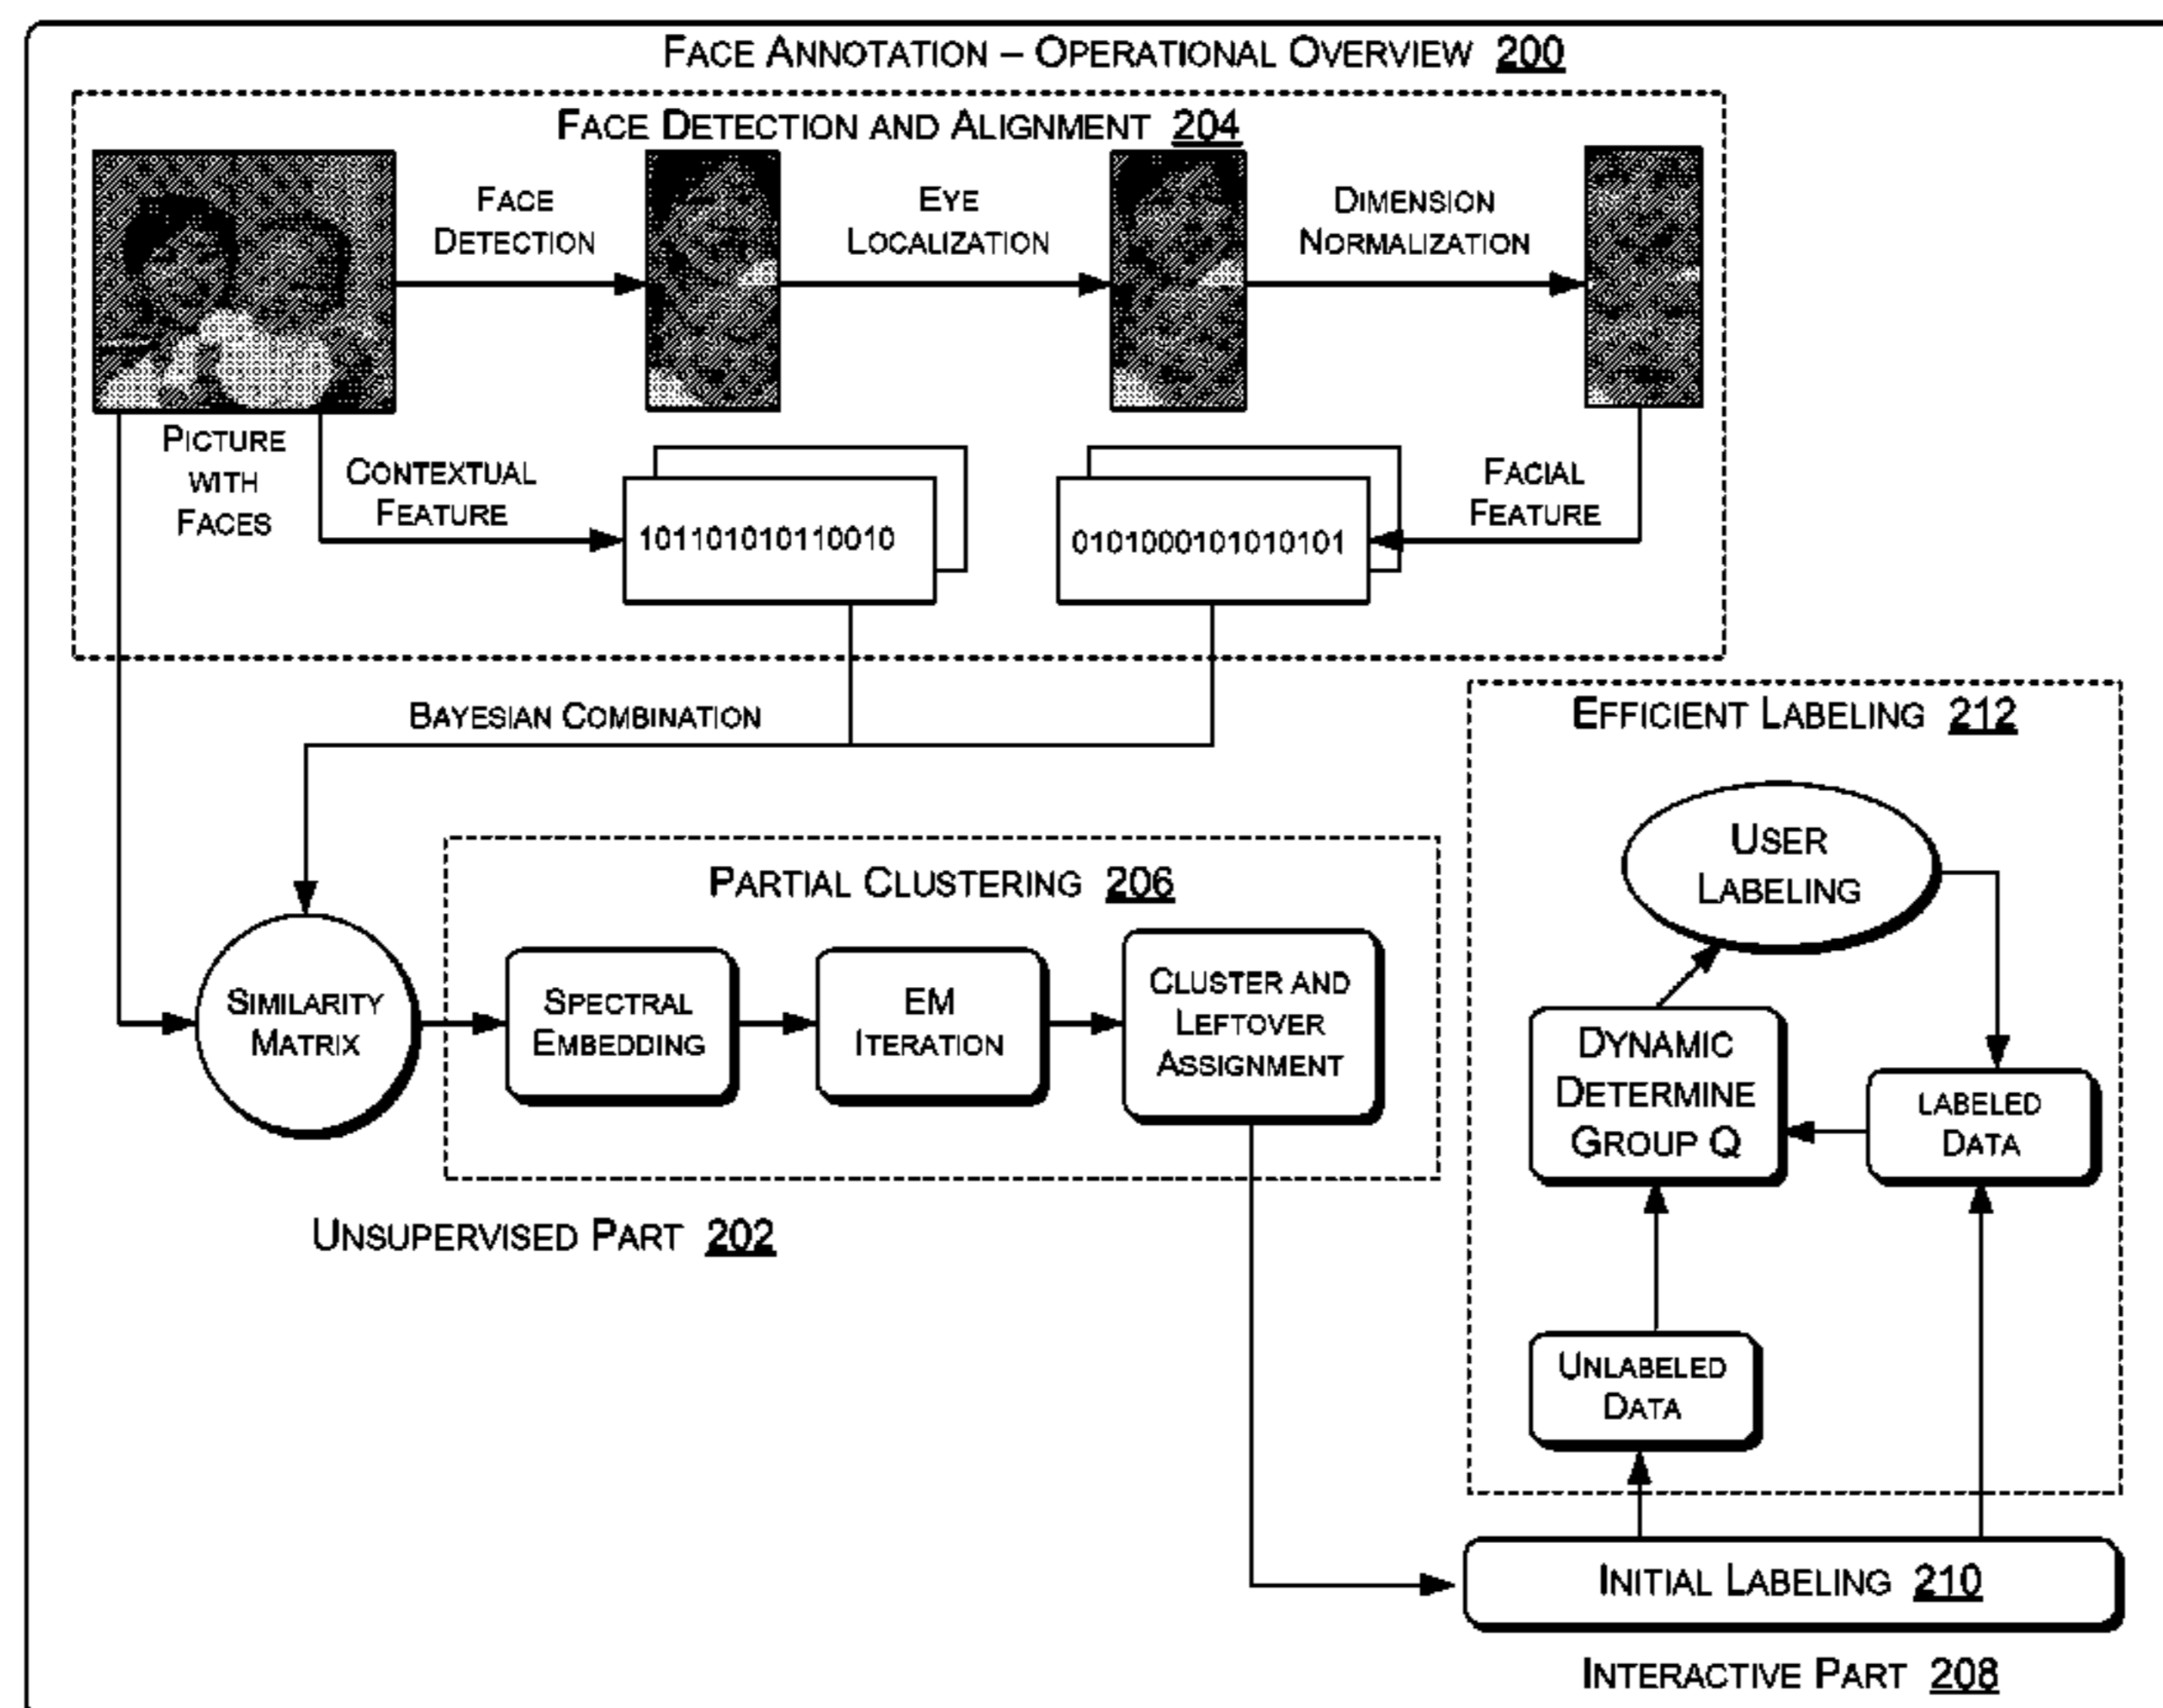 FACE ANNOTATION – OPERATIONAL OVERVIEW 200
FACE DETECTION AND ALIGNMENT 204
FACE
DETECTION
EYE
LOCALIZATION
DIMENSION
NORMALIZATION
PICTURE
WITH
FACES
CONTEXTUAL
FEATURE
101101010110010
0101000101010101
FACIAL
FEATURE
BAYESIAN COMBINATION
EFFICIENT LABELING 212
USER
LABELING
PARTIAL CLUSTERING 206
SIMILARITY
MATRIX
SPECTRAL
EMBEDDING
EM
ITERATION
CLUSTER AND
LEFTOVER
ASSIGNMENT
DYNAMIC
DETERMINE
GROUP Q
LABELED
DATA
UNSUPERVISED PART 202
UNLABELED
DATA
INITIAL LABELING 210
INTERACTIVE PART 208